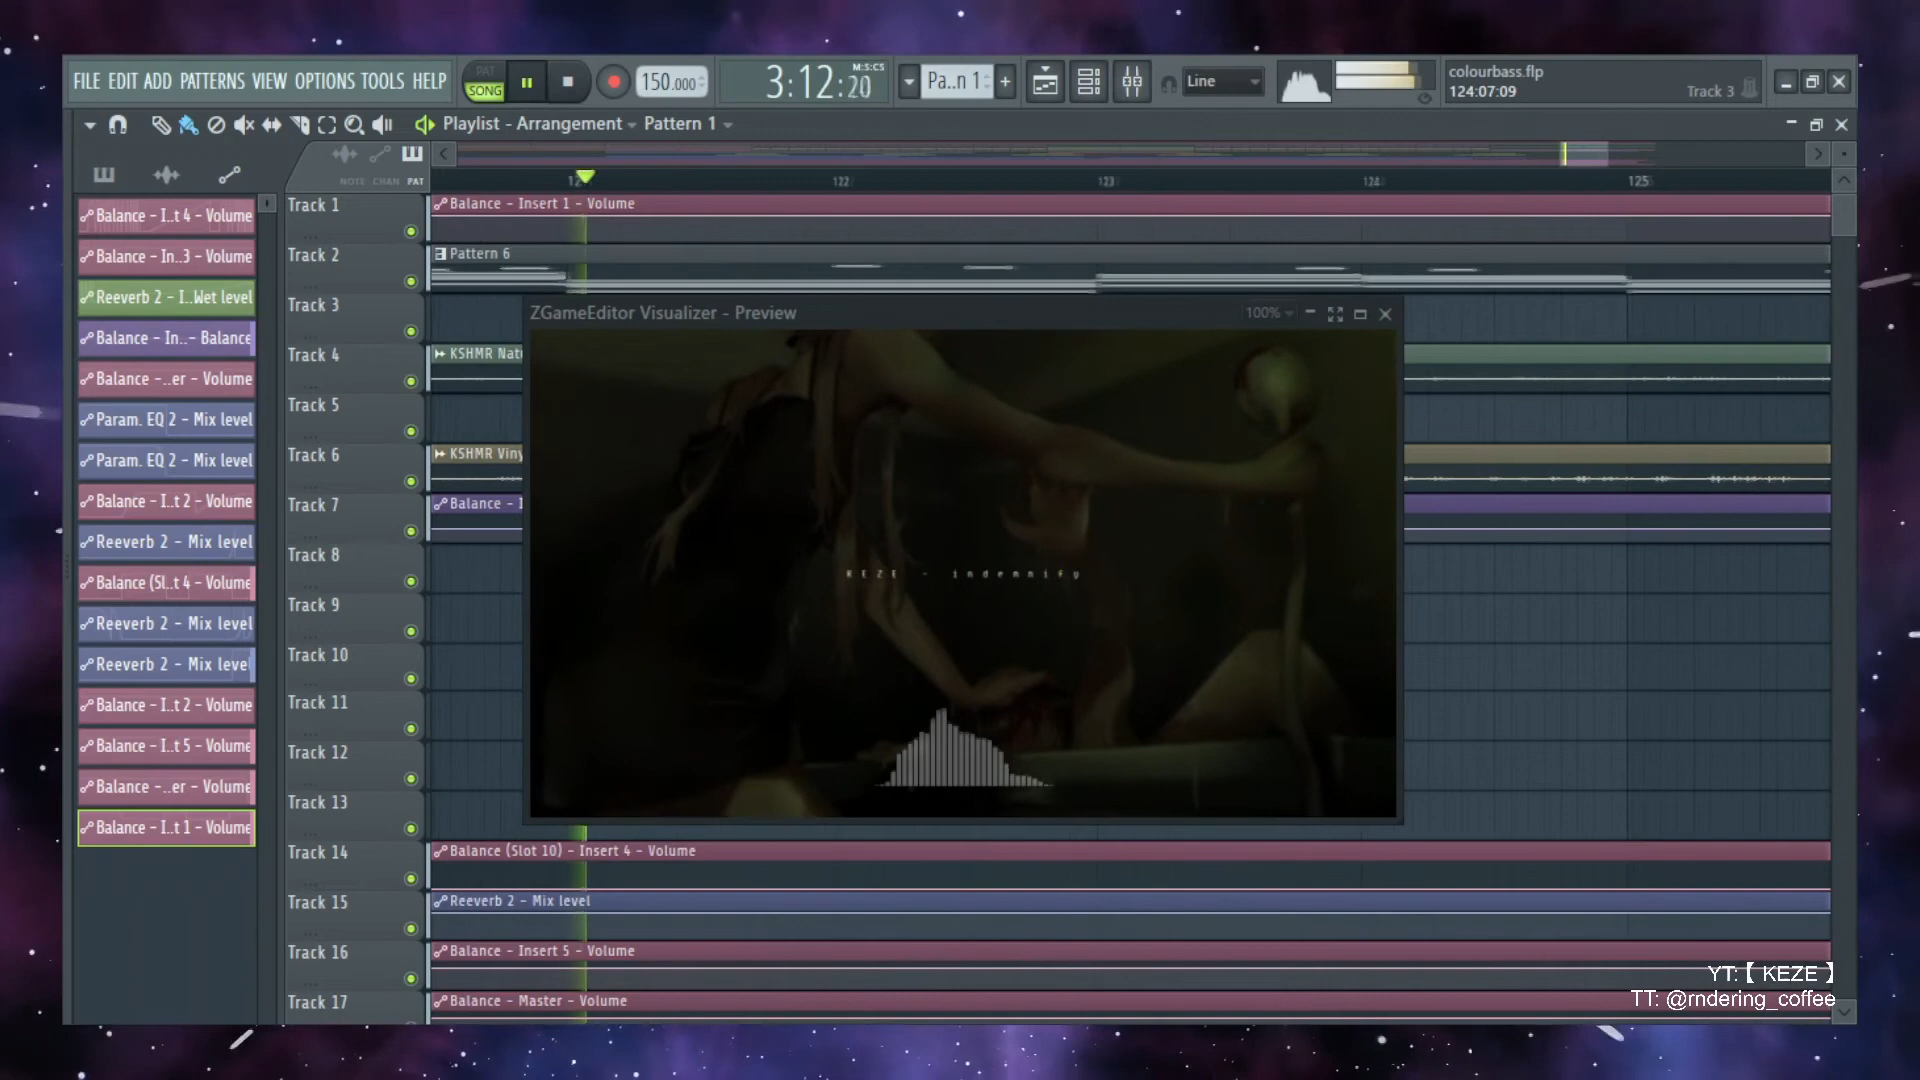 FILE EDIT ADD PATTERNS VIEW OPTIONS TOOLS HELP
PAT
SONG
150.000
3:12:20
M:S:CS
Pa..n 1
Line
colourbass.flp
124:07:09
Track 3
Playlist - Arrangement
Pattern 1
NOTE CHAN PAT
122
123
124
125
Balance - I..t 4 - Volume
Balance - In..3 - Volume
Reeverb 2 - I..Wet level
Balance - In..- Balance
Balance -..er - Volume
Param. EQ 2 - Mix level
Param. EQ 2 - Mix level
Balance - I..t 2 - Volume
Reeverb 2 - Mix level
Balance (Sl..t 4 - Volume
Reeverb 2 - Mix level
Reeverb 2 - Mix level
Balance - I..t 2 - Volume
Balance - I..t 5 - Volume
Balance -..er - Volume
Balance - I..t 1 - Volume
Track 1
Balance - Insert 1 - Volume
Track 2
Pattern 6
Track 3
Track 4
KSHMR Natu
Track 5
Track 6
KSHMR Viny
Track 7
Balance - I
Track 8
Track 9
Track 10
Track 11
Track 12
Track 13
Track 14
Balance (Slot 10) - Insert 4 - Volume
Track 15
Reeverb 2 - Mix level
Track 16
Balance - Insert 5 - Volume
Track 17
Balance - Master - Volume
ZGameEditor Visualizer - Preview
100%
KEZE - indemnify
YT:【 KEZE 】
TT: @rndering_coffee